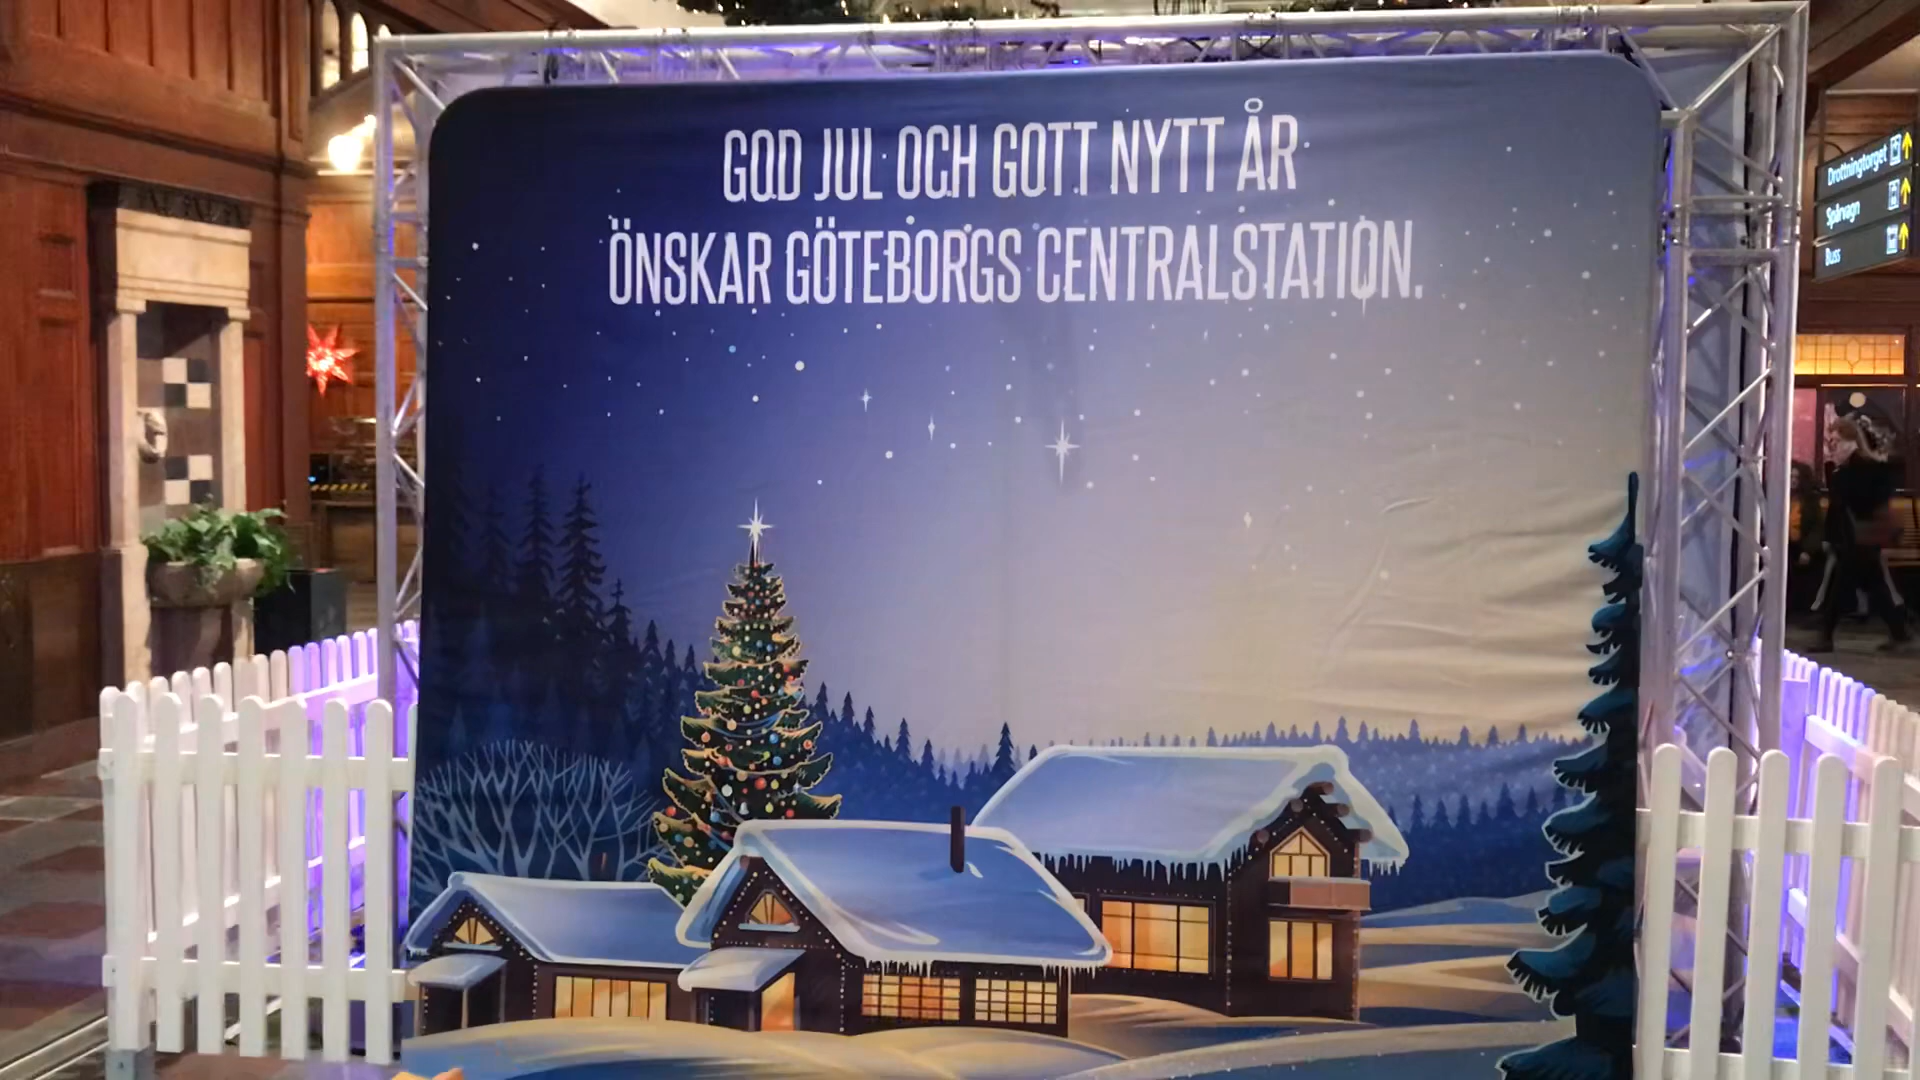 GOD JUL OCH GOTT NYTT ÅR
ÖNSKAR GÖTEBORGS CENTRALSTATION.
Drottningtorget
Spårvagn
Buss